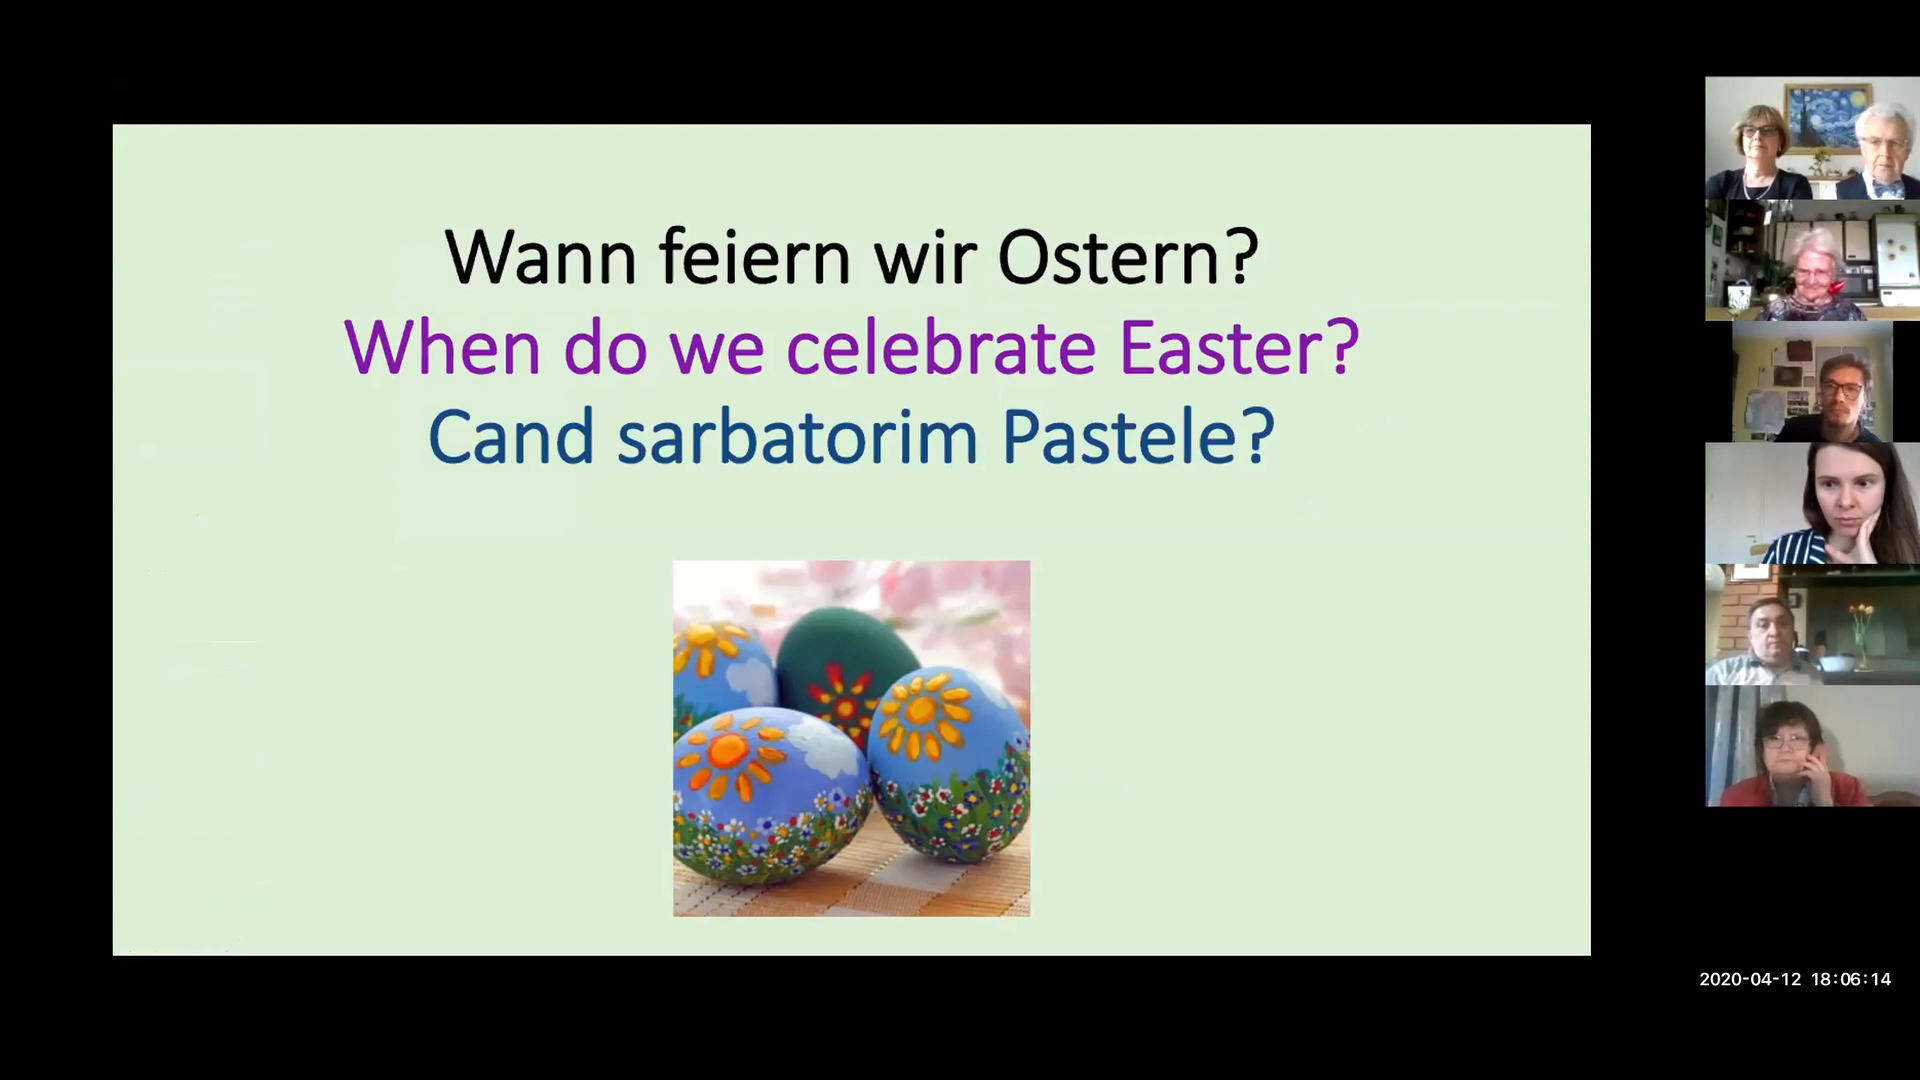 Wann feiern wir Ostern?
When do we celebrate Easter?
Cand sarbatorim Pastele?
2020-04-12 18:06:14